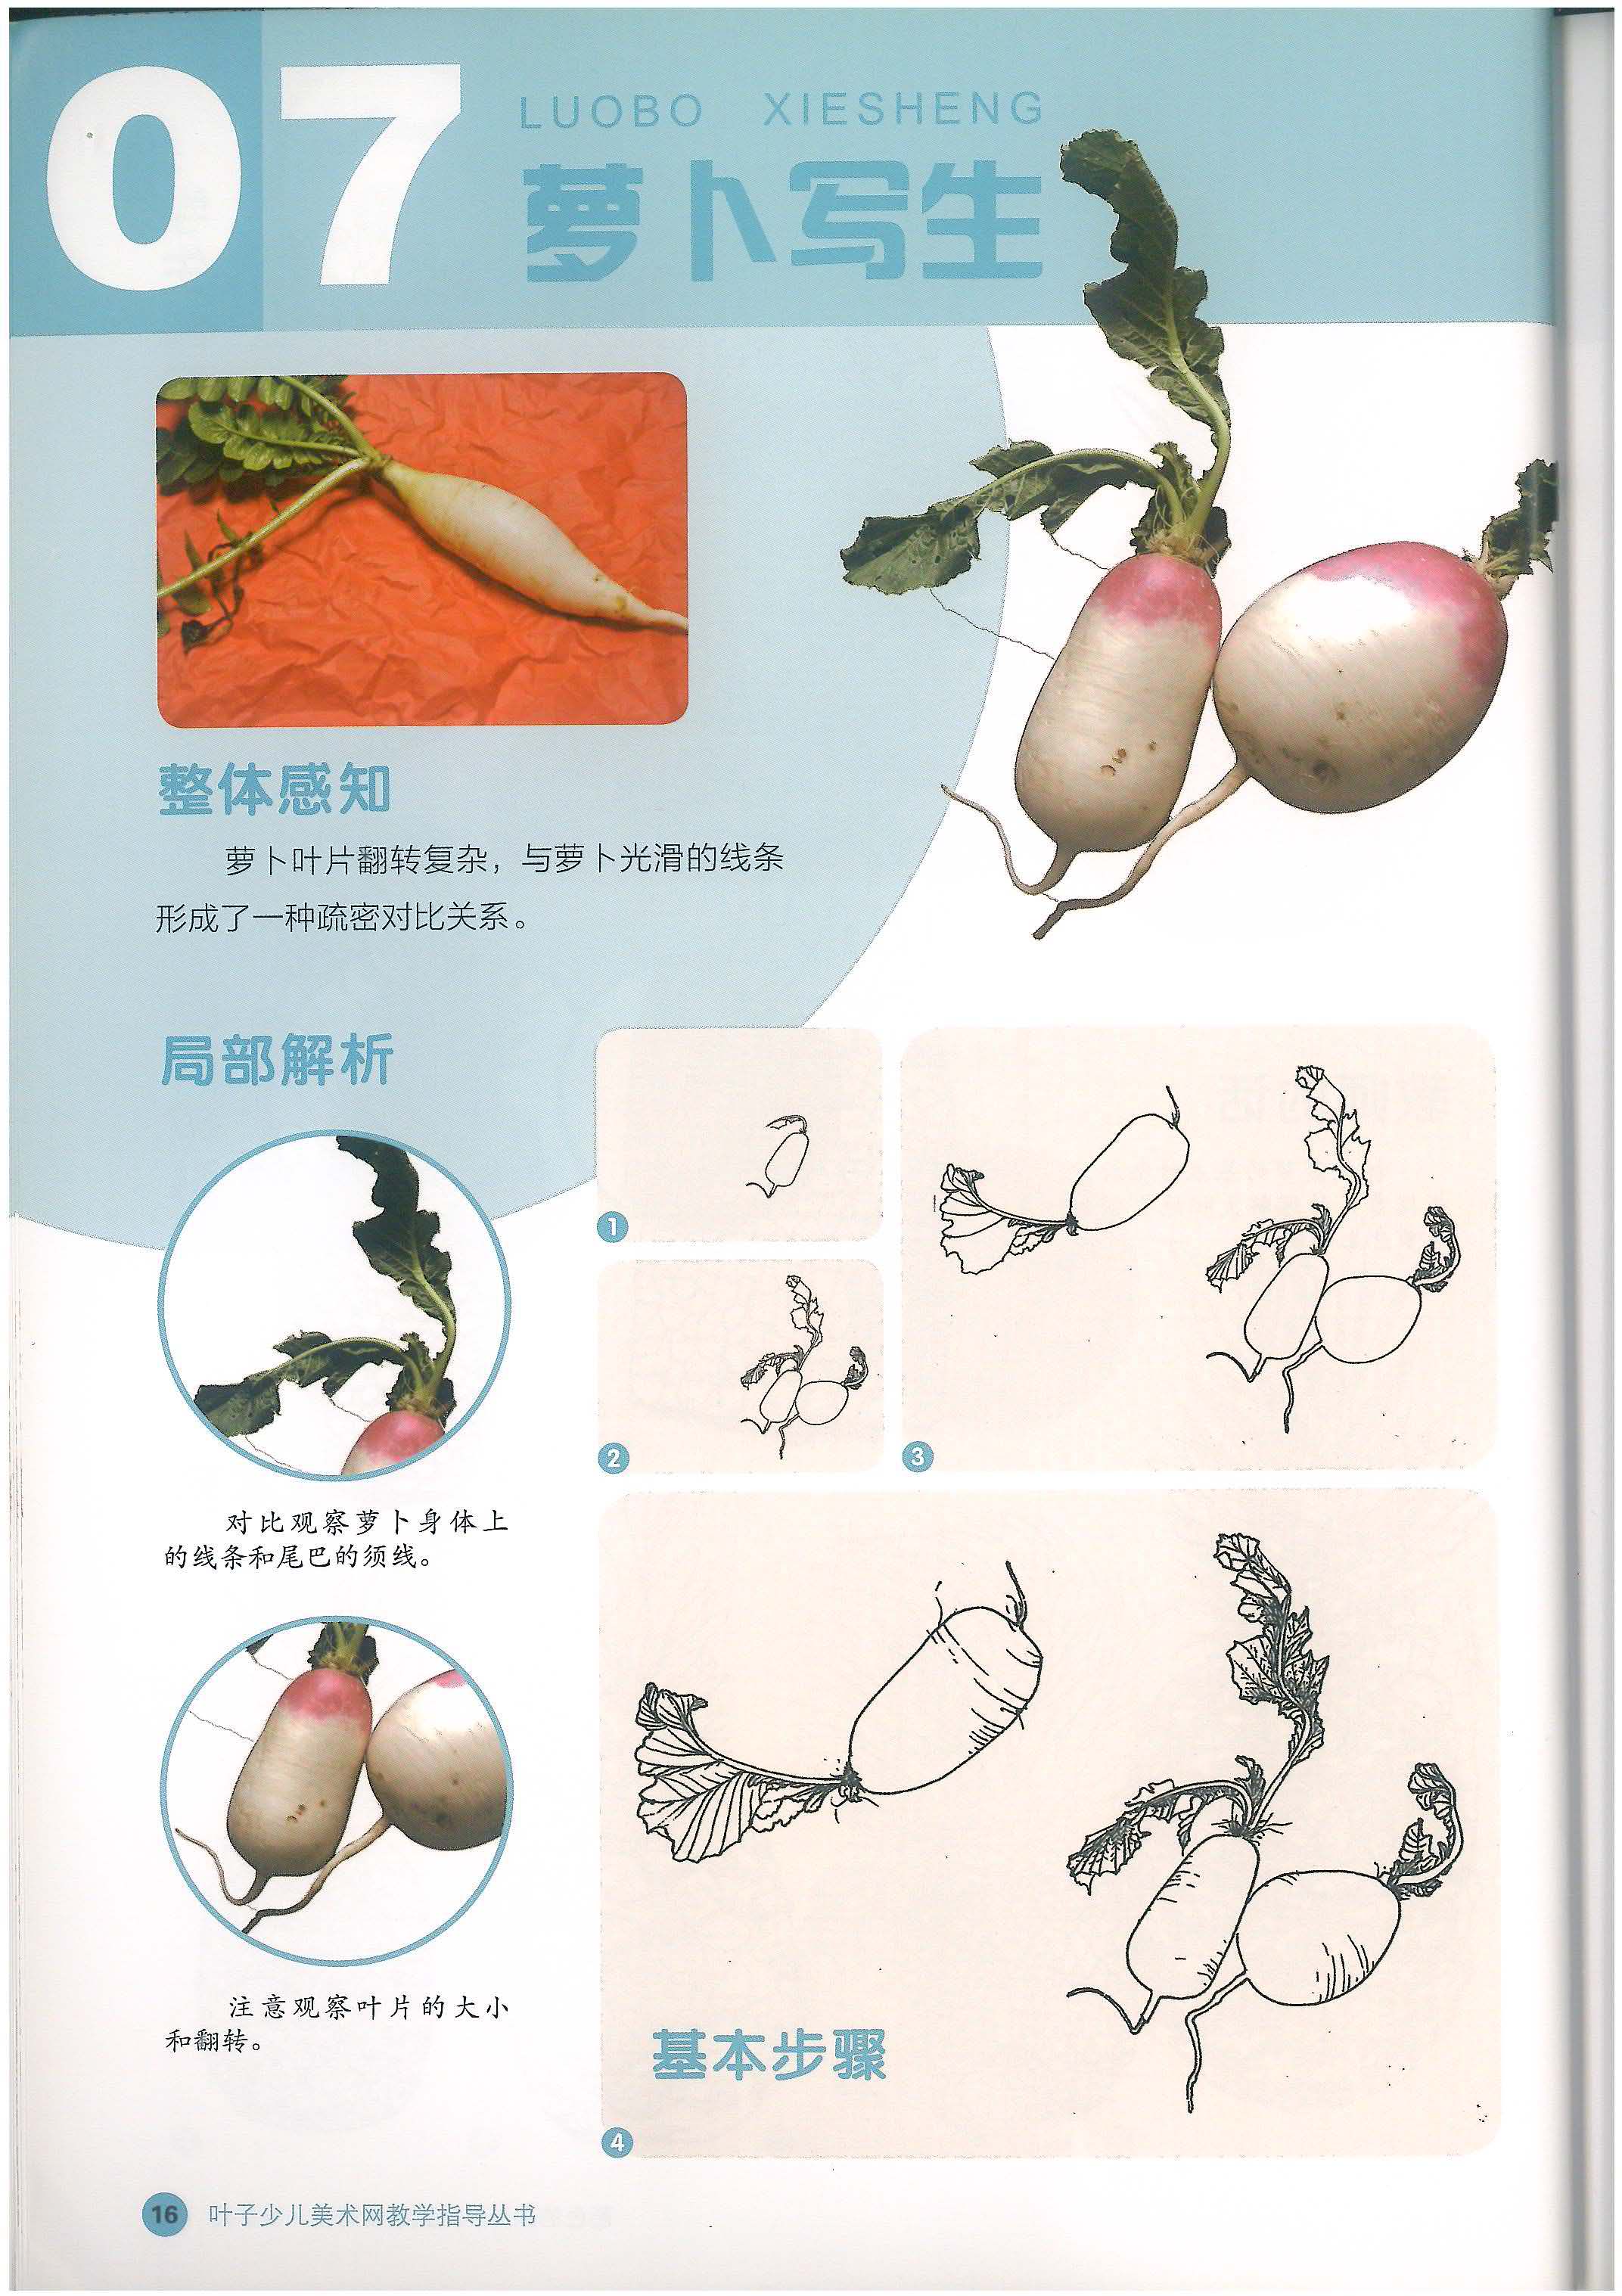 07
LUOBO XIESHENG
萝卜写生
整体感知
萝卜叶片翻转复杂，与萝卜光滑的线条
形成了一种疏密对比关系。
局部解析
对比观察萝卜身体上
的线条和尾巴的须线。
注意观察叶片的大小
和翻转。
1
2
3
基本步骤
4
16 叶子少儿美术网教学指导丛书